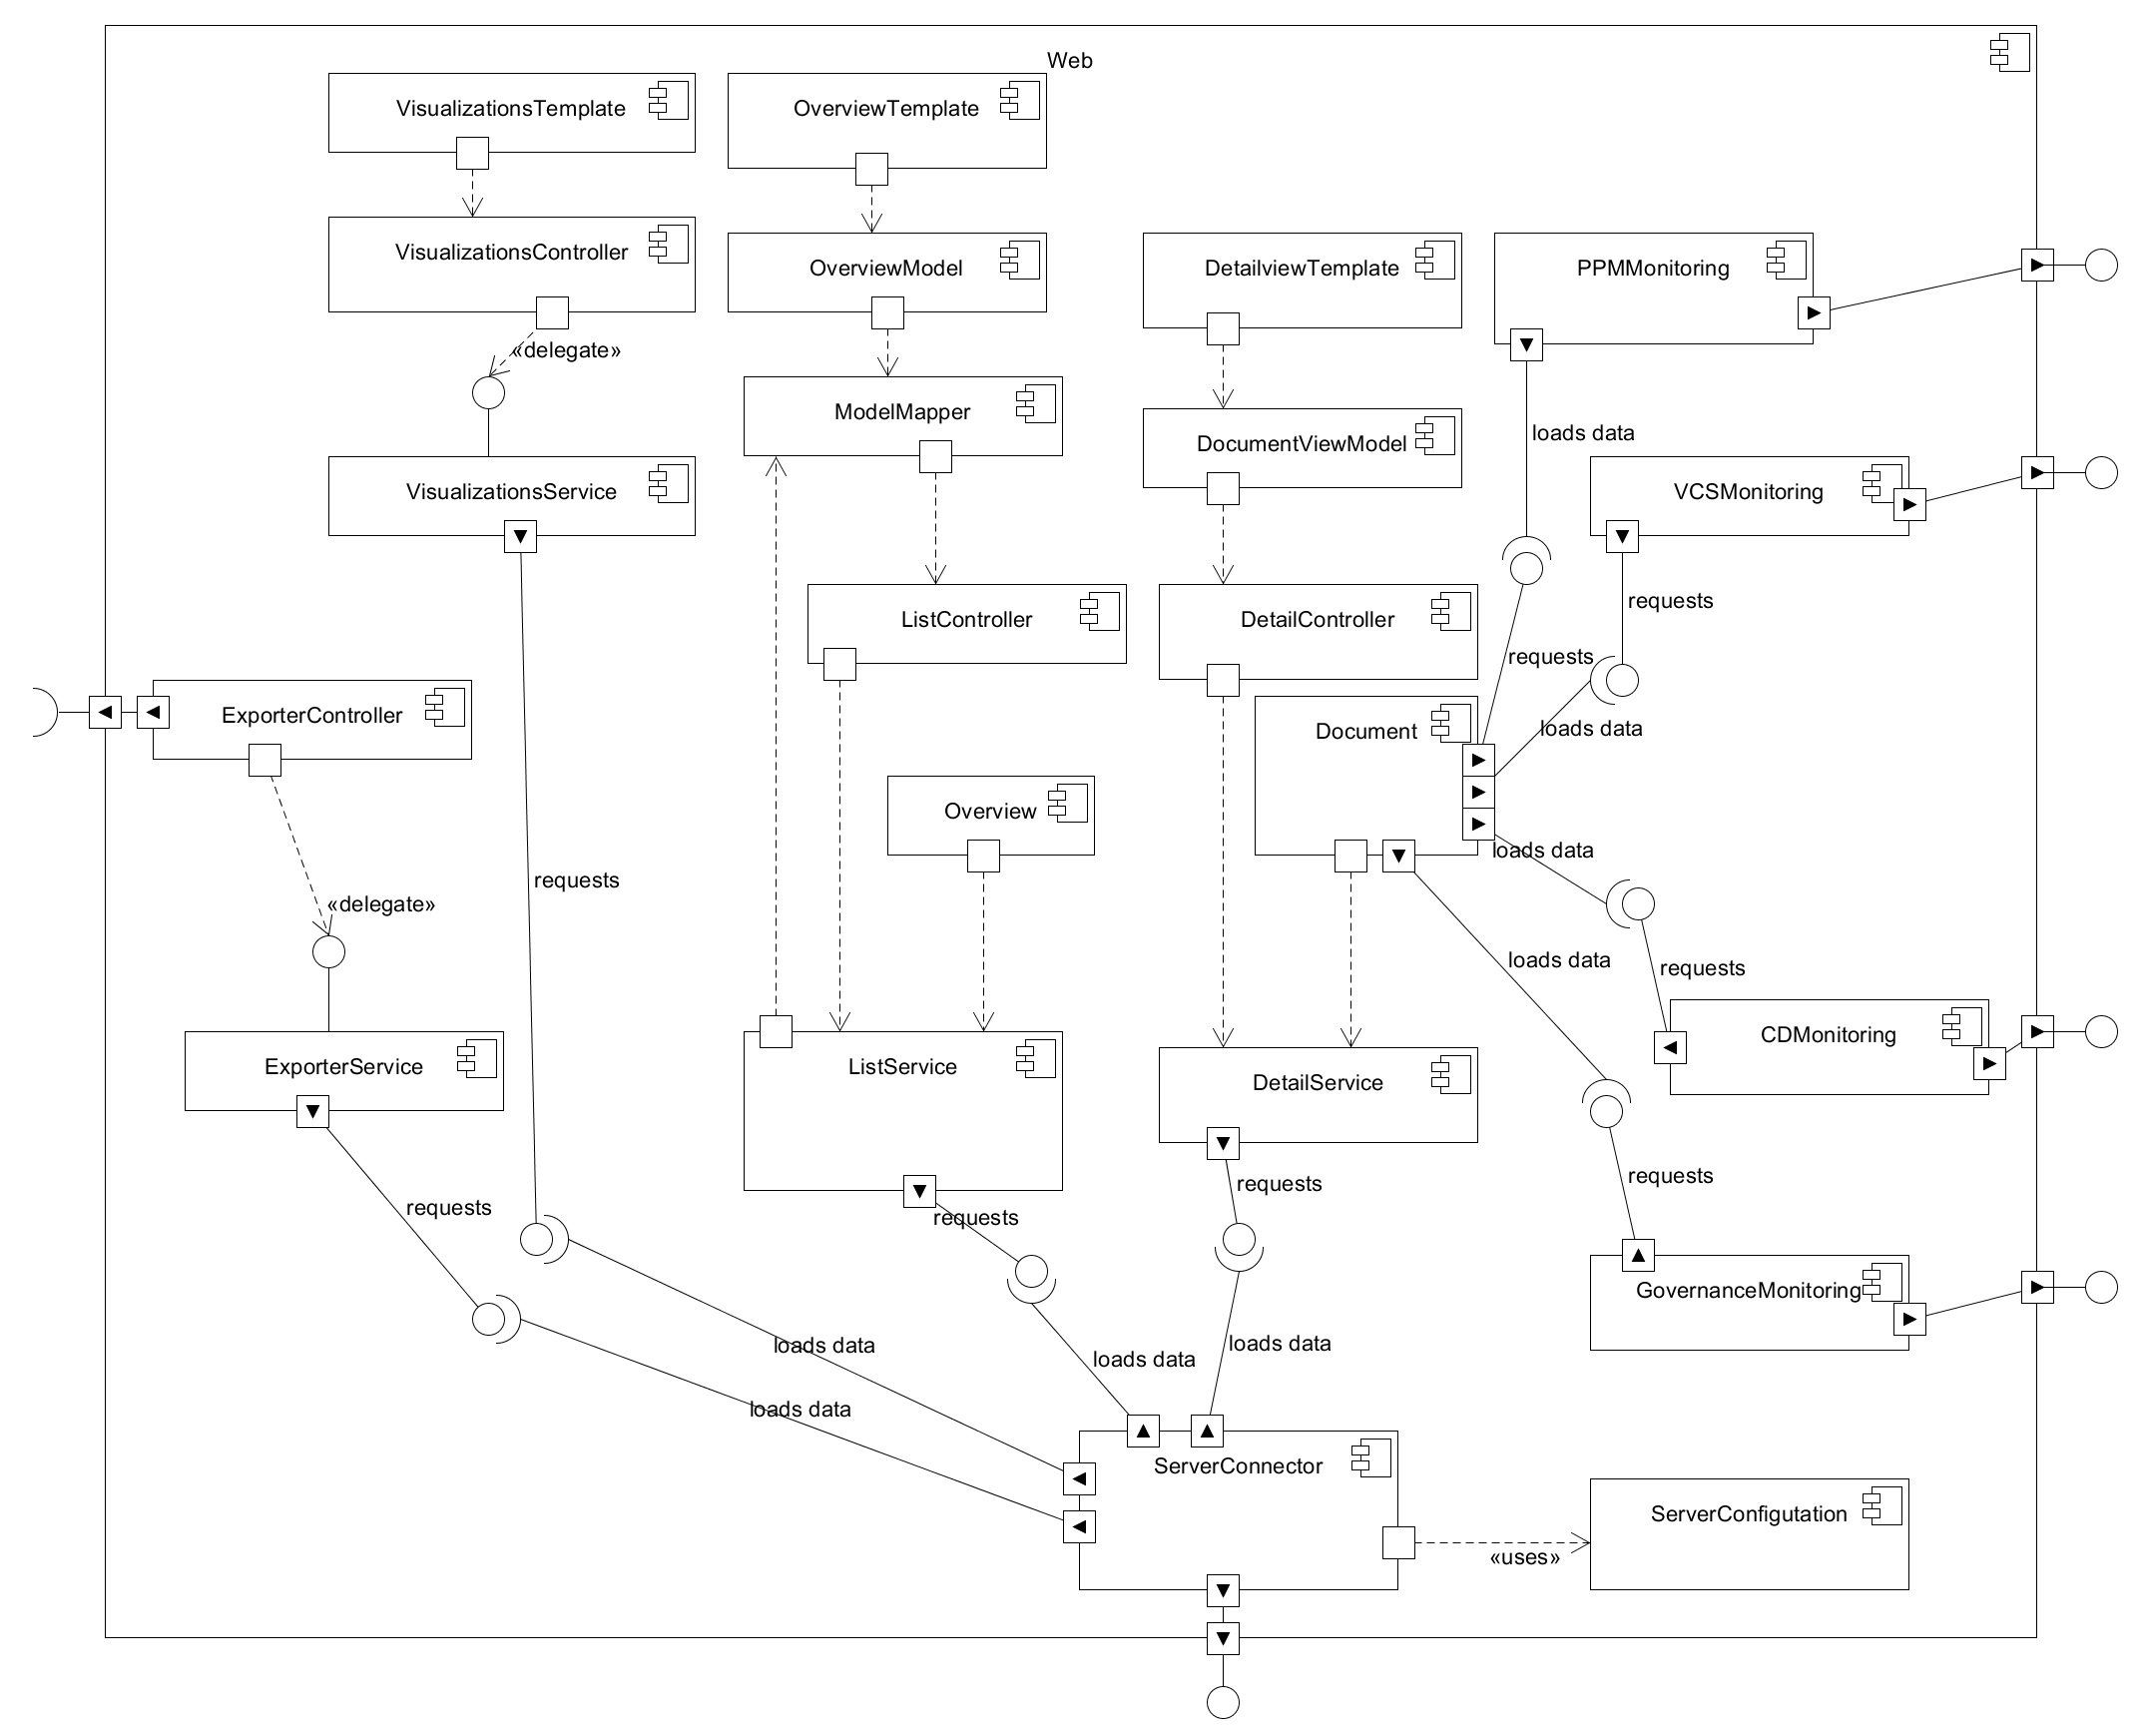 Web
VisualizationsTemplate
OverviewTemplate
VisualizationsController
OverviewModel
DetailviewTemplate
PPMMonitoring
«delegate»
ModelMapper
DocumentViewModel
loads data
VisualizationsService
VCSMonitoring
ListController
DetailController
requests
requests
ExporterController
Document
loads data
Overview
loads data
requests
«delegate»
loads data
requests
ExporterService
ListService
DetailService
CDMonitoring
requests
requests
requests
requests
GovernanceMonitoring
loads data
loads data
loads data
loads data
ServerConnector
ServerConfigutation
«uses»